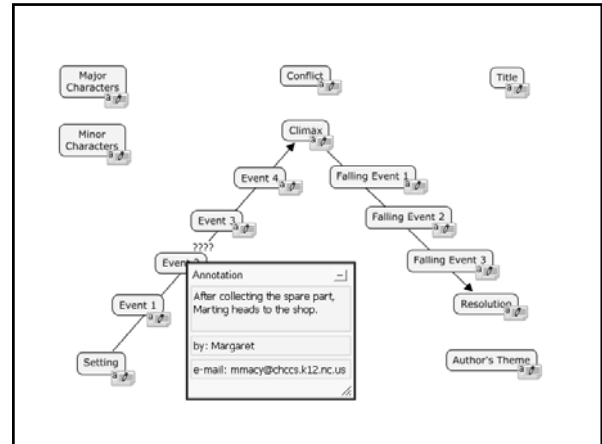 Major
Characters
Conflict
Title
Minor
Characters
Climax
Event 4
Falling Event 1
Event 3
Falling Event 2
????
Event 2
Falling Event 3
Annotation
After collecting the spare part,
Marting heads to the shop.
by: Margaret
e-mail: mmacy@chccs.k12.nc.us
Event 1
Resolution
Setting
Author's Theme